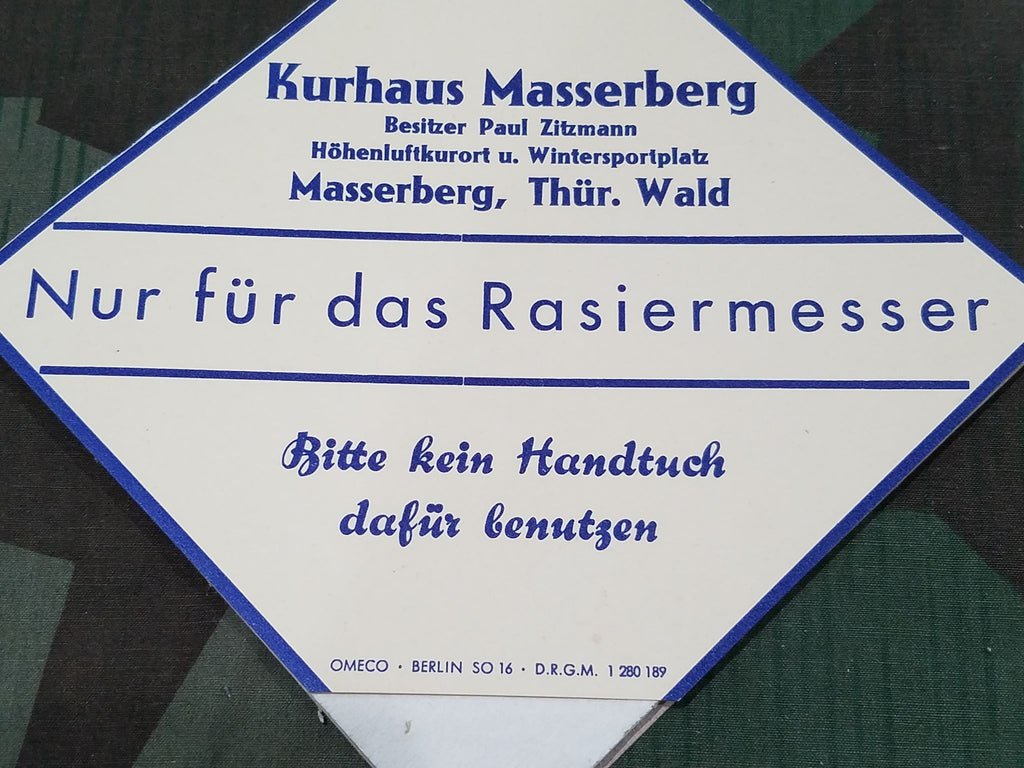 Kurhaus Masserberg
Besitzer Paul Zitzmann
Höhenluftkurort u. Wintersportplatz
Masserberg, Thür. Wald
Nur für das Rasiermesser
Bitte kein Handtuch
dafür benutzen
OMECO · BERLIN SO 16 · D.R.G.M. 1 280 189